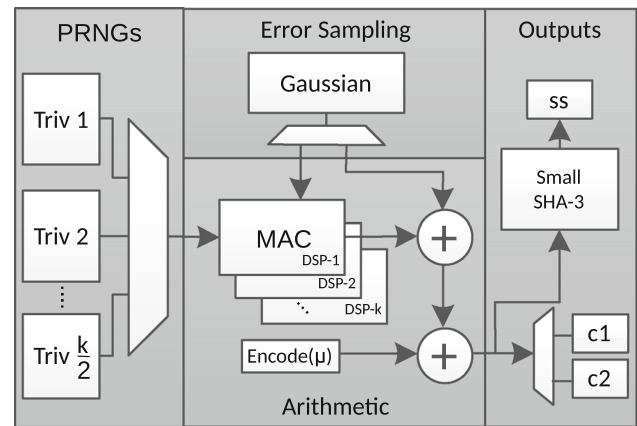 PRNGs
Triv 1
Triv 2
Triv k/2
Error Sampling
Gaussian
MAC
DSP-1
DSP-2
DSP-k
Encode(μ)
Arithmetic
+
+
Outputs
ss
Small
SHA-3
c1
c2